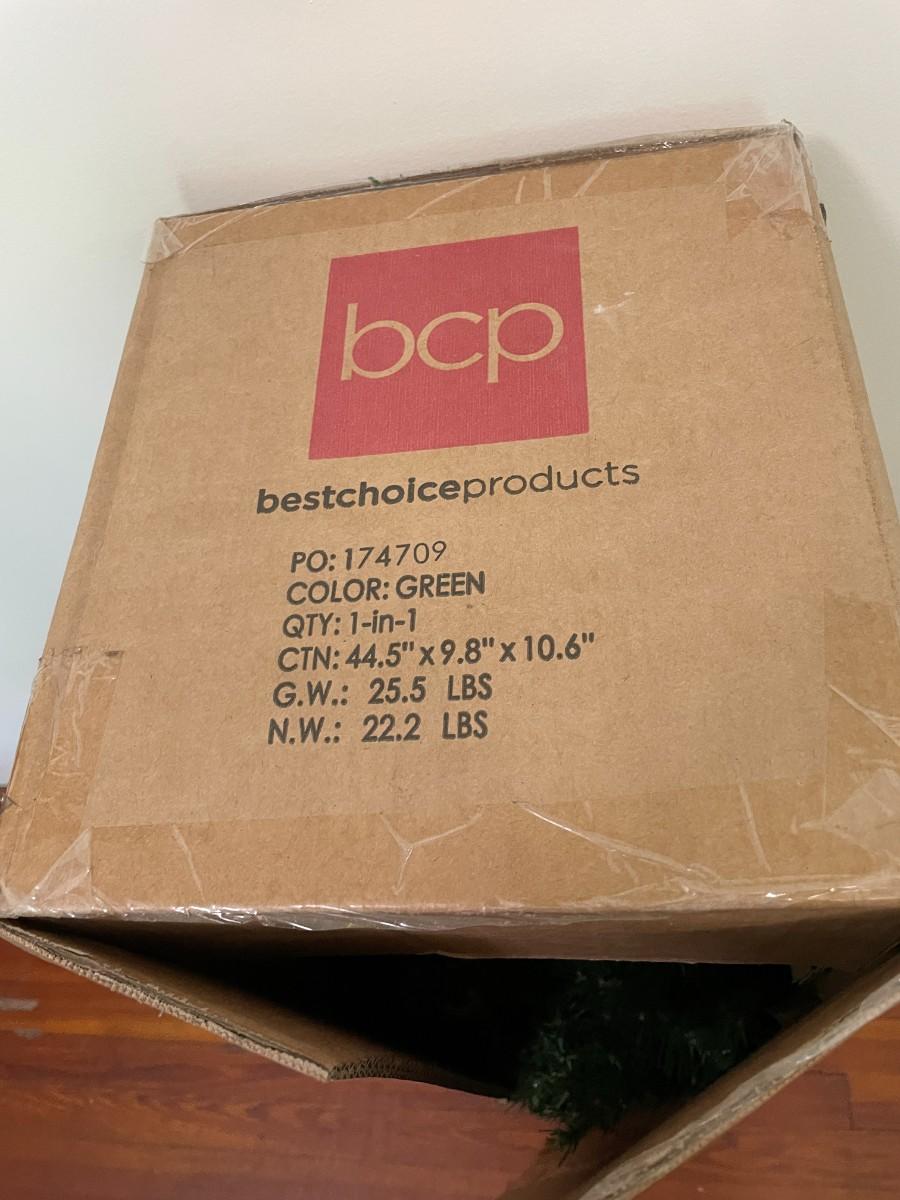 bcp
bestchoiceproducts
PO: 174709
COLOR: GREEN
QTY: 1-in-1
CTN: 44.5" x 9.8" x 10.6"
G.W.: 25.5 LBS
N.W.: 22.2 LBS